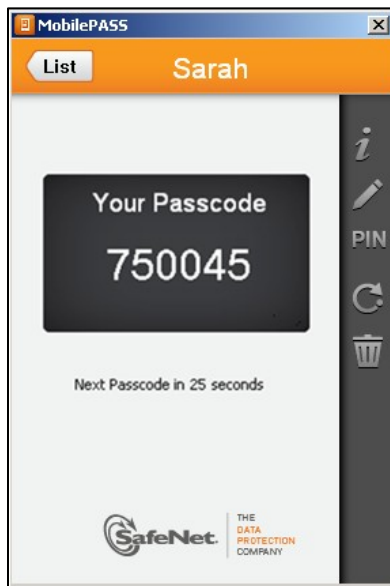 MobilePASS
List
Sarah
i
Your Passcode
750045
PIN
Next Passcode in 25 seconds
SafeNet.
THE
DATA
PROTECTION
COMPANY